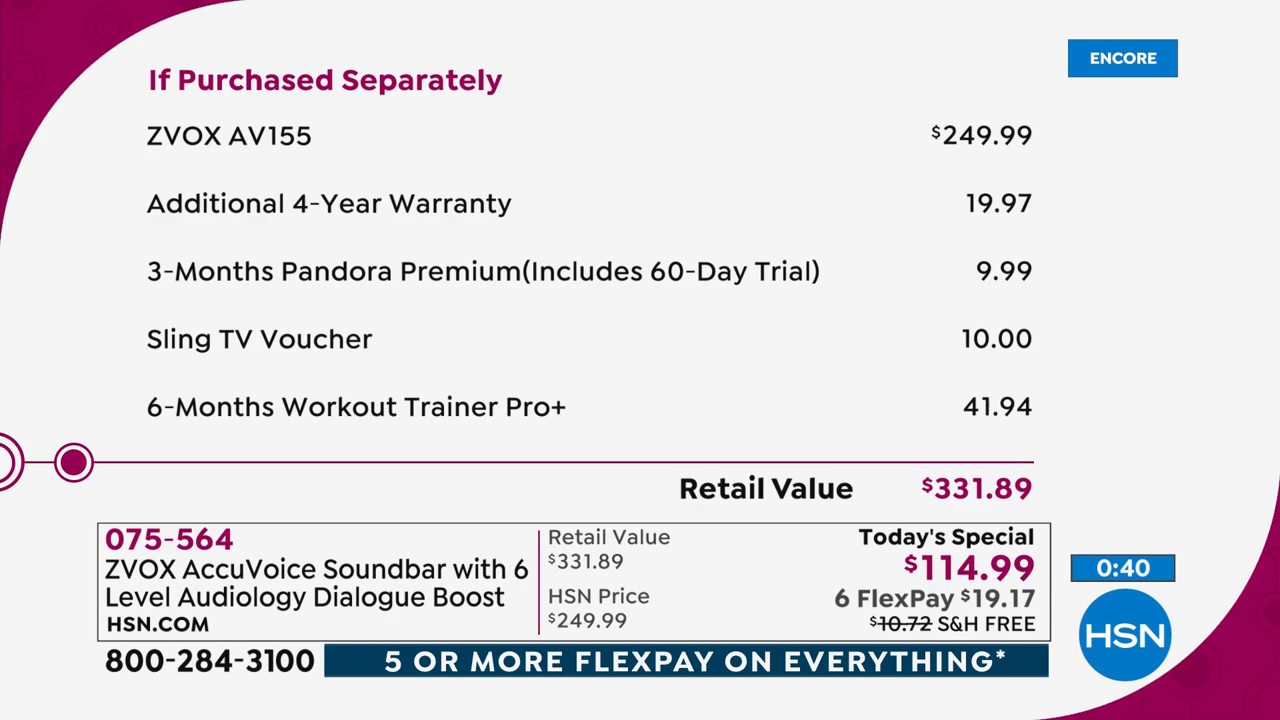 ENCORE
If Purchased Separately
ZVOX AV155 $249.99
Additional 4-Year Warranty 19.97
3-Months Pandora Premium(Includes 60-Day Trial) 9.99
Sling TV Voucher 10.00
6-Months Workout Trainer Pro+ 41.94
Retail Value $331.89
075-564
ZVOX AccuVoice Soundbar with 6
Level Audiology Dialogue Boost
HSN.COM
Retail Value
$331.89
HSN Price
$249.99
Today's Special
$114.99
6 FlexPay $19.17
$10.72 S&H FREE
0:40
HSN
800-284-3100
5 OR MORE FLEXPAY ON EVERYTHING*